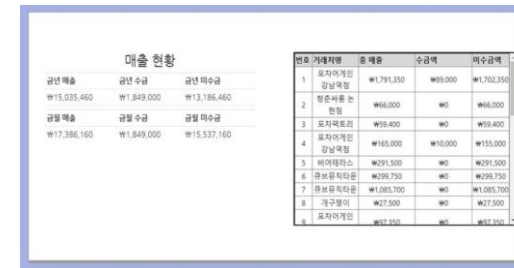 매출 현황
금년 매출 금년 수금 금년 미수금
₩15,035,460 ₩1,849,000 ₩13,186,460
금월 매출 금월 수금 금월 미수금
₩17,386,160 ₩1,849,000 ₩15,537,160
번호 거래처명 총 매출 수금액 미수금액
1 포차어게인 강남역점 ₩1,791,350 ₩89,000 ₩1,702,350
2 청춘싸롱 논현점 ₩66,000 ₩0 ₩66,000
3 포차팩토리 ₩59,400 ₩0 ₩59,400
4 포차어게인 강남역점 ₩165,000 ₩10,000 ₩155,000
5 비어테라스 ₩291,500 ₩0 ₩291,500
6 큐브뮤직타운 ₩299,750 ₩0 ₩299,750
7 큐브뮤직타운 ₩1,085,700 ₩0 ₩1,085,700
8 개구쟁이 ₩27,500 ₩0 ₩27,500
9 포차어게인 ₩97,350 ₩0 ₩97,350